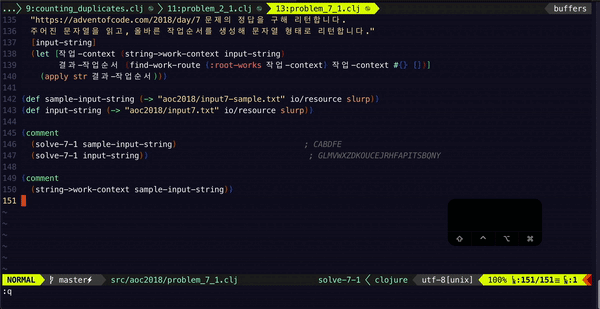 ...〉 9:counting_duplicates.clj 〉 11:problem_2_1.clj 〉 13:problem_7_1.clj buffers
"https://adventofcode.com/2018/day/7 문제의 정답을 구해 리턴합니다.
135 주어진 문자열을 읽고, 올바른 작업순서를 생성해 문자열 형태로 리턴합니다."
137 [input-string]
138 (let [작업-context (string->work-context input-string)
139 결과-작업순서 (find-work-route (:root-works 작업-context) 작업-context #{} [])]
140 (apply str 결과-작업순서)))
141
142 (def sample-input-string (-> "aoc2018/input7-sample.txt" io/resource slurp))
143 (def input-string (-> "aoc2018/input7.txt" io/resource slurp))
144
145 (comment
146 (solve-7-1 sample-input-string) ; CABDFE
147 (solve-7-1 input-string)) ; GLMVWXZDKOUCEJRHFAPITSBQNY
148
149 (comment
150 (string->work-context sample-input-string))
151
~
~
~
~
~
⇧ ^ ⌥ ⌘
NORMAL master⚡ src/aoc2018/problem_7_1.clj solve-7-1 〈 clojure utf-8[unix] 100% ㏑:151/151≡ ℅:1
:q